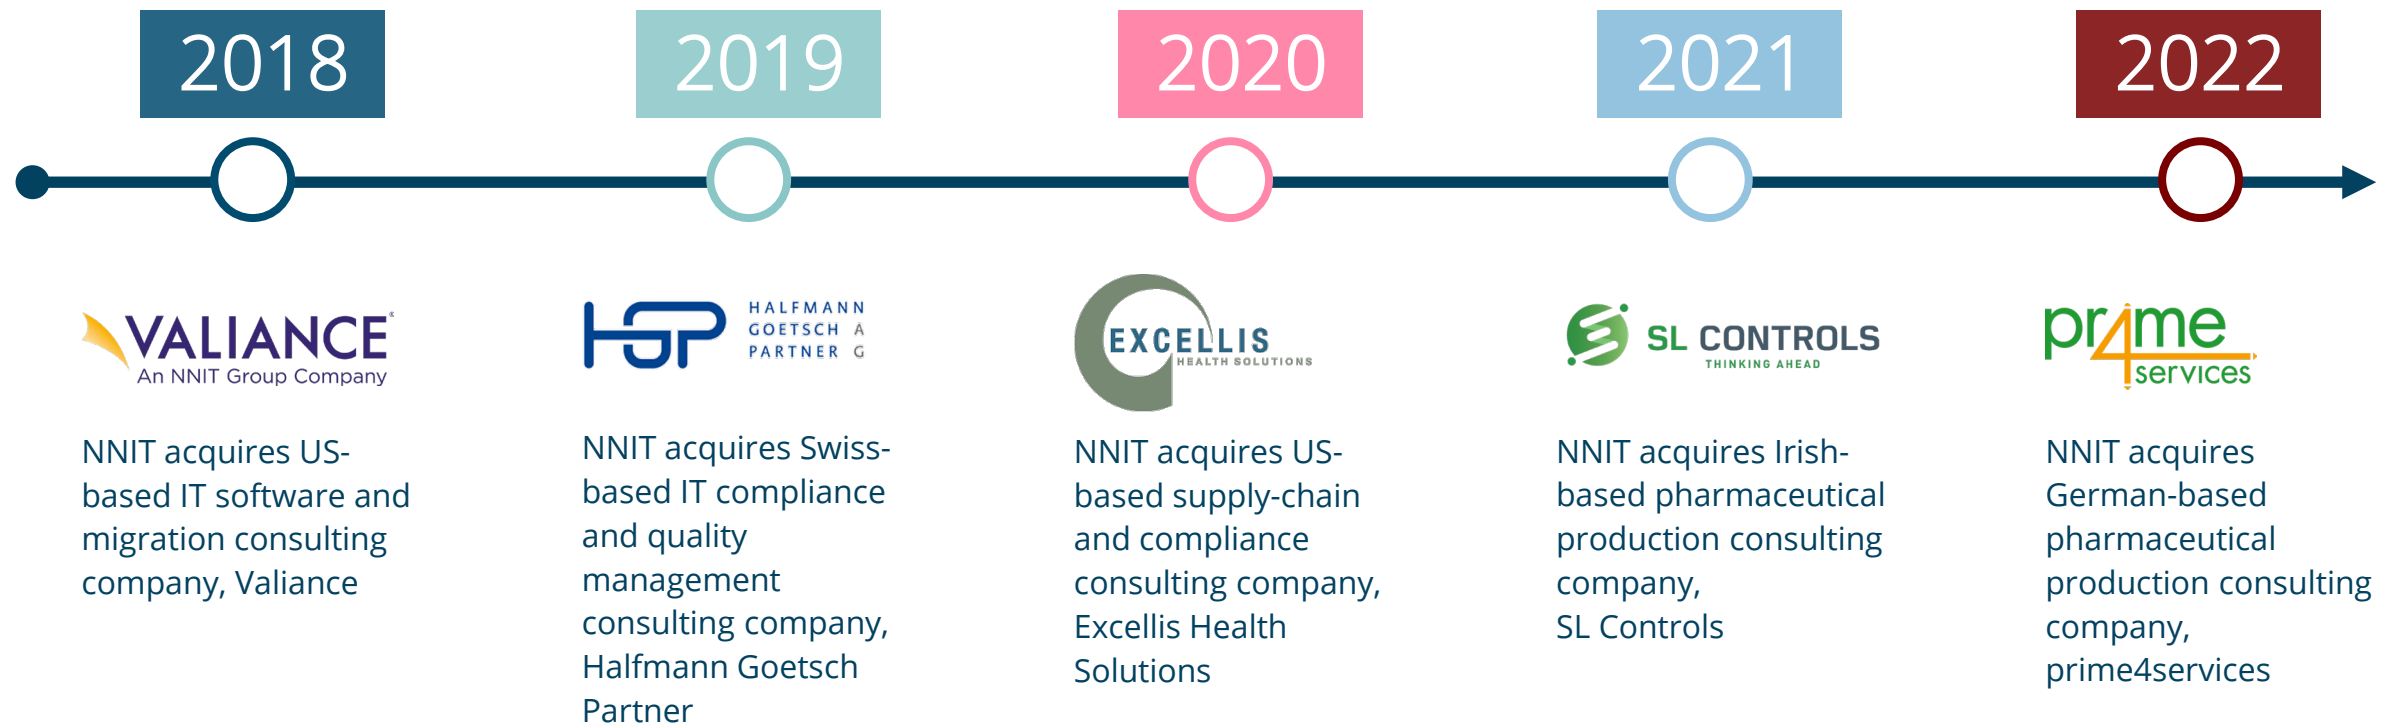 2018
2019
2020
2021
2022
VALIANCE
An NNIT Group Company
NNIT acquires US-
based IT software and
migration consulting
company, Valiance
HGP
HALFMANN
GOETSCH A
PARTNER G
NNIT acquires Swiss-
based IT compliance
and quality
management
consulting company,
Halfmann Goetsch
Partner
EXCELLIS
HEALTH SOLUTIONS
NNIT acquires US-
based supply-chain
and compliance
consulting company,
Excellis Health
Solutions
SL CONTROLS
THINKING AHEAD
NNIT acquires Irish-
based pharmaceutical
production consulting
company,
SL Controls
pr4me
services
NNIT acquires
German-based
pharmaceutical
production consulting
company,
prime4services